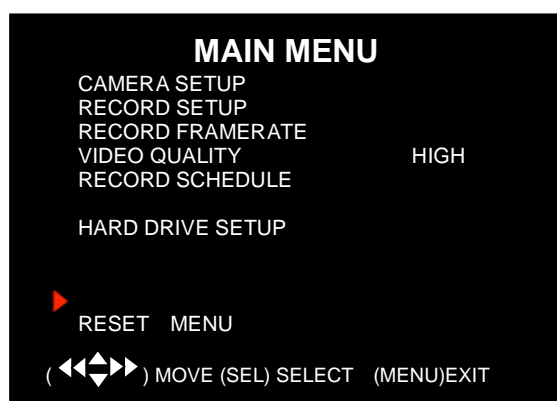 MAIN MENU
CAMERA SETUP
RECORD SETUP
RECORD FRAMERATE
VIDEO QUALITY HIGH
RECORD SCHEDULE
HARD DRIVE SETUP
RESET MENU
( ) MOVE (SEL) SELECT (MENU)EXIT